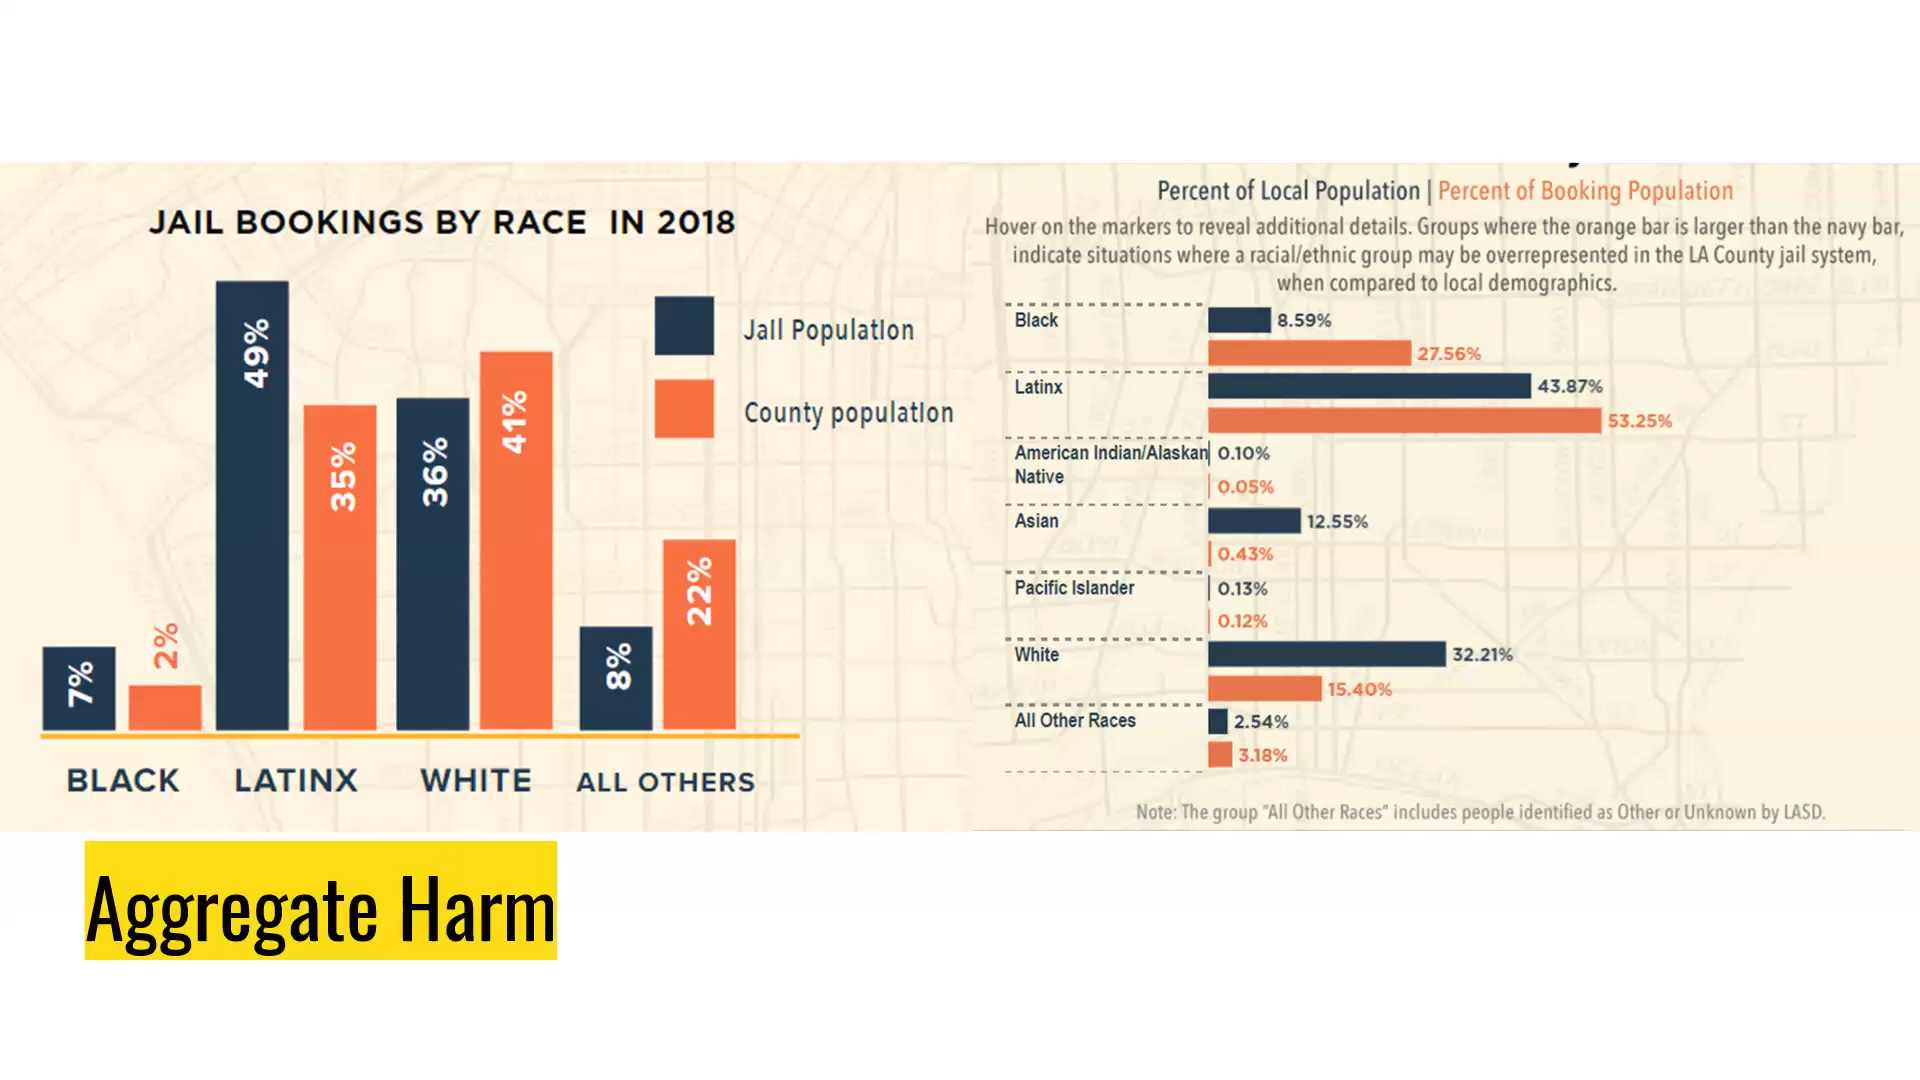 JAIL BOOKINGS BY RACE IN 2018
49%
35%
36%
41%
7%
2%
8%
22%
Jail Population
County population
BLACK LATINX WHITE ALL OTHERS
Percent of Local Population | Percent of Booking Population
Hover on the markers to reveal additional details. Groups where the orange bar is larger than the navy bar,
indicate situations where a racial/ethnic group may be overrepresented in the LA County jail system,
when compared to local demographics.
Black 8.59%
27.56%
Latinx 43.87%
53.25%
American Indian/Alaskan 0.10%
Native 0.05%
Asian 12.55%
0.43%
Pacific Islander 0.13%
0.12%
White 32.21%
15.40%
All Other Races 2.54%
3.18%
Note: The group "All Other Races" includes people identified as Other or Unknown by LASD.
Aggregate Harm